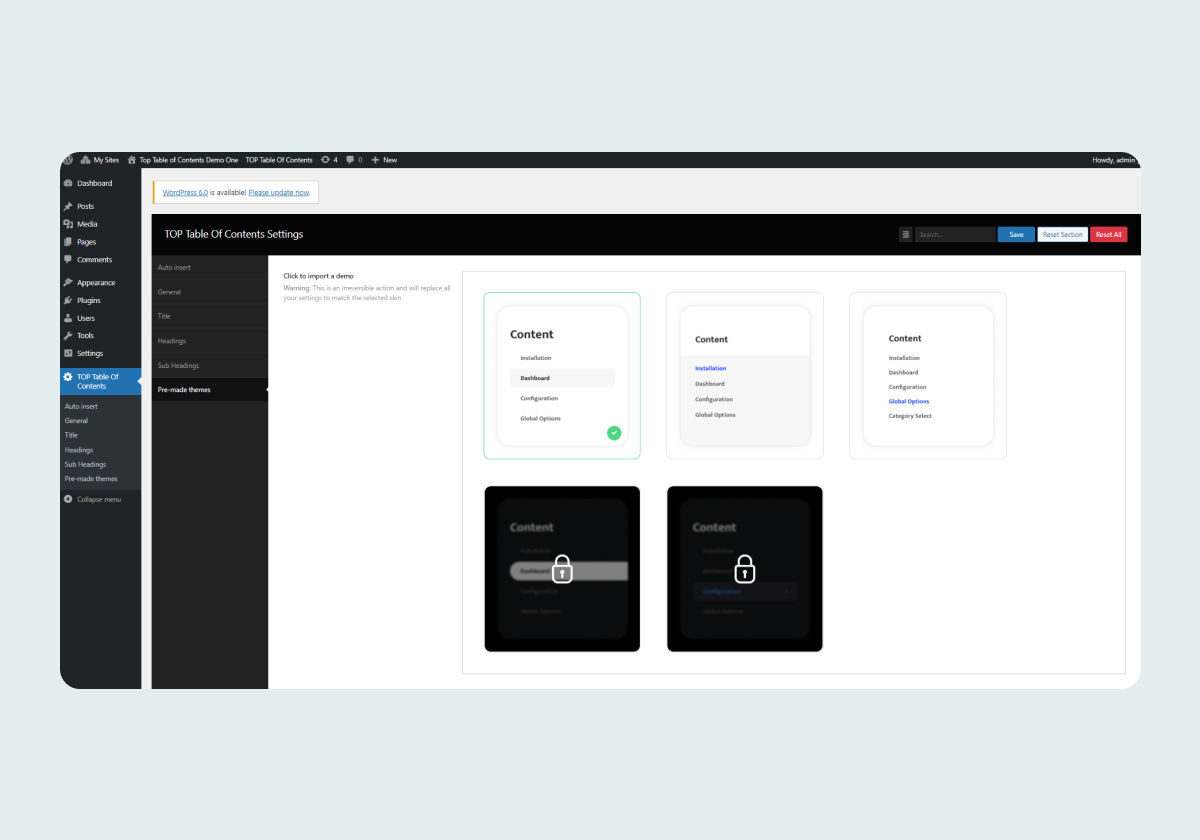 My Sites Top Table of Contents Demo One TOP Table Of Contents 4 0 New Howdy, admin
Dashboard
Posts
Media
Pages
Comments
Appearance
Plugins
Users
Tools
Settings
TOP Table Of
Contents
Auto insert
General
Title
Headings
Sub Headings
Pre-made themes
Collapse menu
WordPress 6.0 is available! Please update now.
TOP Table Of Contents Settings
Search...
Save
Reset Section
Reset All
Auto insert
General
Title
Headings
Sub Headings
Pre-made themes
Click to import a demo
Warning: This is an irreversible action and will replace all
your settings to match the selected skin
Content
Installation
Dashboard
Configuration
Global Options
Content
Installation
Dashboard
Configuration
Global Options
Content
Installation
Dashboard
Configuration
Global Options
Category Select
Content
Installation
Dashboard
Configuration
Global Options
Content
Installation
Dashboard
Configuration
Global Options